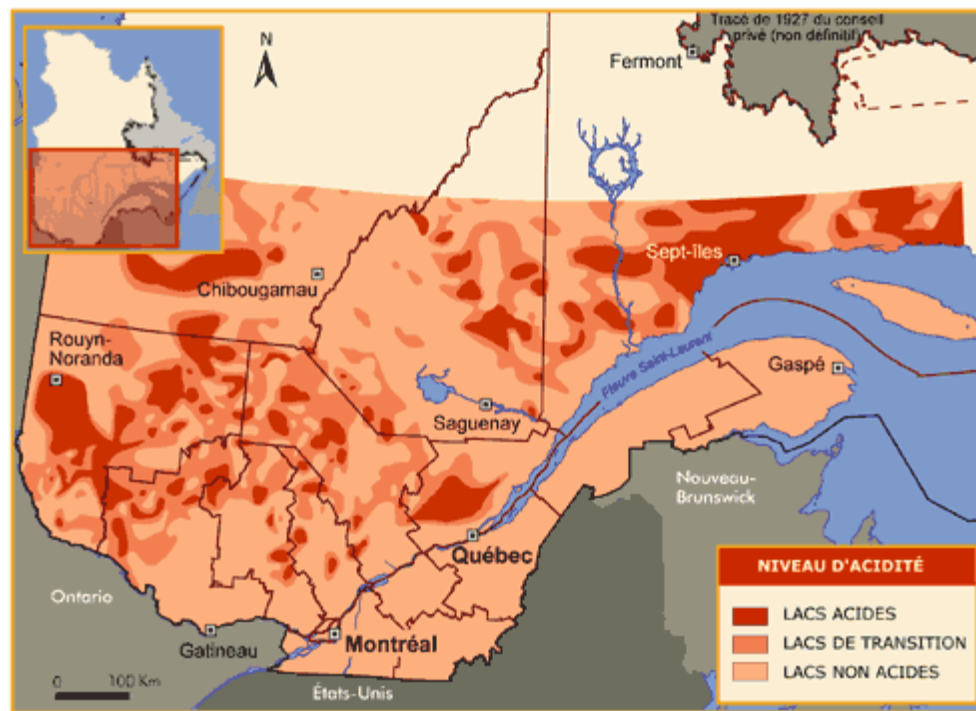 Tracé de 1927 du conseil
privé (non définitif)
N
Fermont
Sept-îles
Chibougamau
Rouyn-
Noranda
Fleuve Saint-Laurent
Gaspé
Saguenay
Nouveau-
Brunswick
Québec
Ontario
Montréal
Gatineau
0 100 Km
États-Unis
NIVEAU D'ACIDITÉ
LACS ACIDES
LACS DE TRANSITION
LACS NON ACIDES